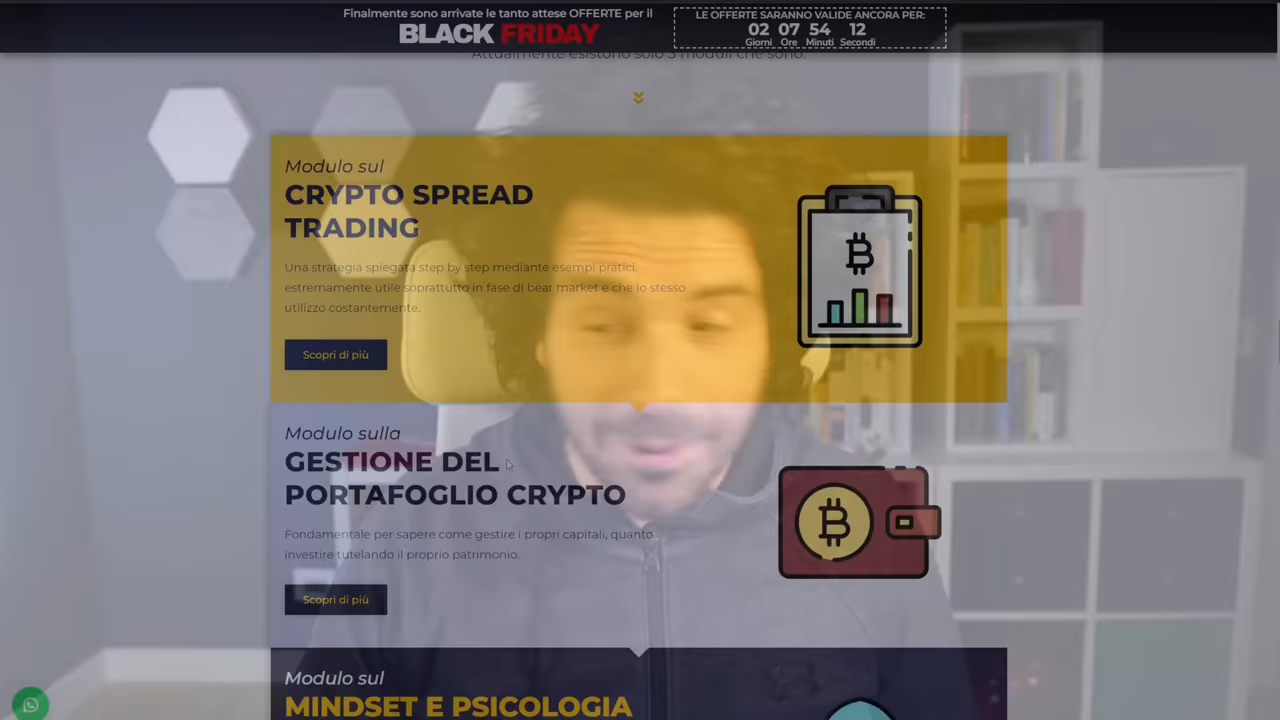 Finalmente sono arrivate le tanto attese OFFERTE per il
BLACK FRIDAY
LE OFFERTE SARANNO VALIDE ANCORA PER:
02 07 54 12
Giorni Ore Minuti Secondi
Attualmente esistono solo 3 moduli che sono:
Modulo sul
CRYPTO SPREAD
TRADING
Una strategia spiegata step by step mediante esempi pratici,
estremamente utile soprattutto in fase di bear market e che io stesso
utilizzo costantemente.
Scopri di più
Modulo sulla
GESTIONE DEL
PORTAFOGLIO CRYPTO
Fondamentale per sapere come gestire i propri capitali, quanto
investire tutelando il proprio patrimonio.
Scopri di più
Modulo sul
MINDSET E PSICOLOGIA